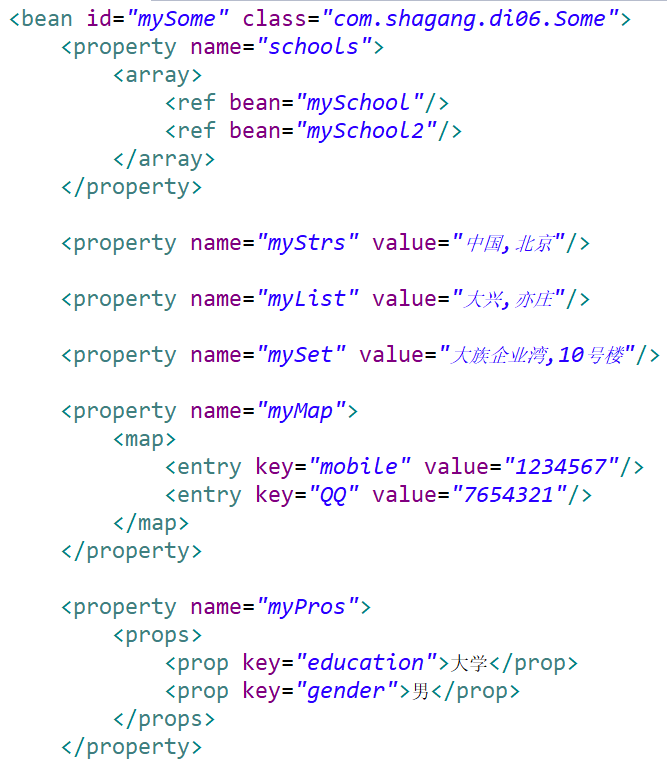 <bean id="mySome" class="com.shagang.di06.Some">
    <property name="schools">
        <array>
            <ref bean="mySchool"/>
            <ref bean="mySchool2"/>
        </array>
    </property>

    <property name="myStrs" value="中国,北京"/>

    <property name="myList" value="大兴,亦庄"/>

    <property name="mySet" value="大族企业湾,10号楼"/>

    <property name="myMap">
        <map>
            <entry key="mobile" value="1234567"/>
            <entry key="QQ" value="7654321"/>
        </map>
    </property>

    <property name="myPros">
        <props>
            <prop key="education">大学</prop>
            <prop key="gender">男</prop>
        </props>
    </property>